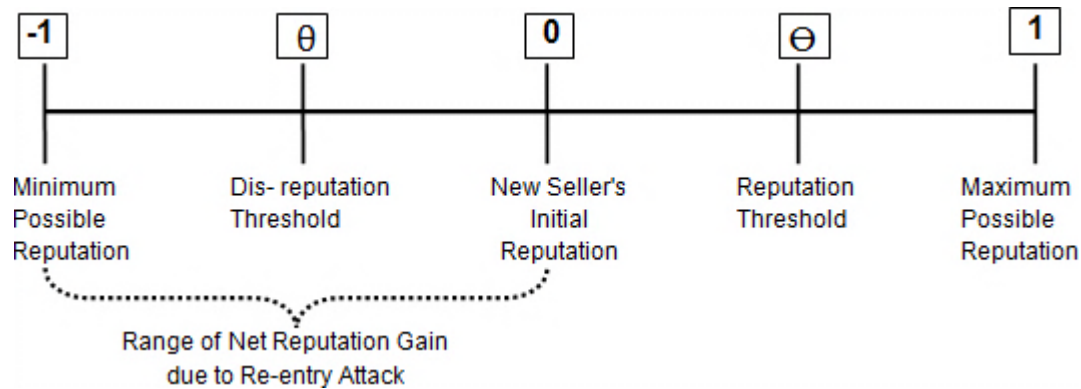 -1
θ
0
Ɵ
1
Minimum
Possible
Reputation
Dis- reputation
Threshold
New Seller's
Initial
Reputation
Reputation
Threshold
Maximum
Possible
Reputation
Range of Net Reputation Gain
due to Re-entry Attack